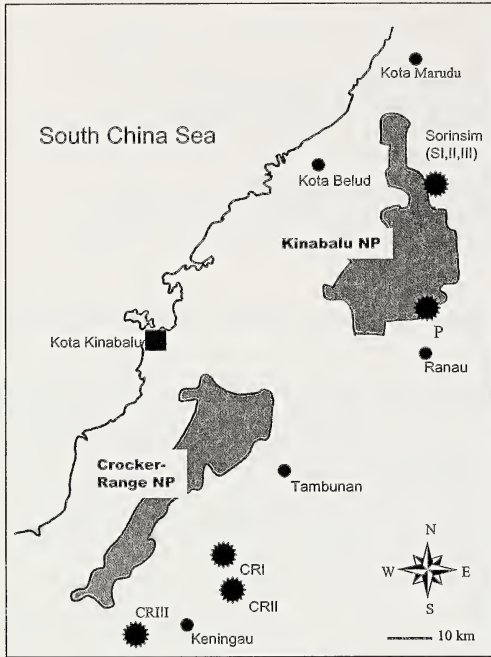 Kota Marudu
South China Sea
Sorinsim
(SI,II,III)
Kota Belud
Kinabalu NP
P
Kota Kinabalu
Ranau
Crocker-
Range NP
Tambunan
N
W E
S
CRI
CRII
CRIII
Keningau
10 km